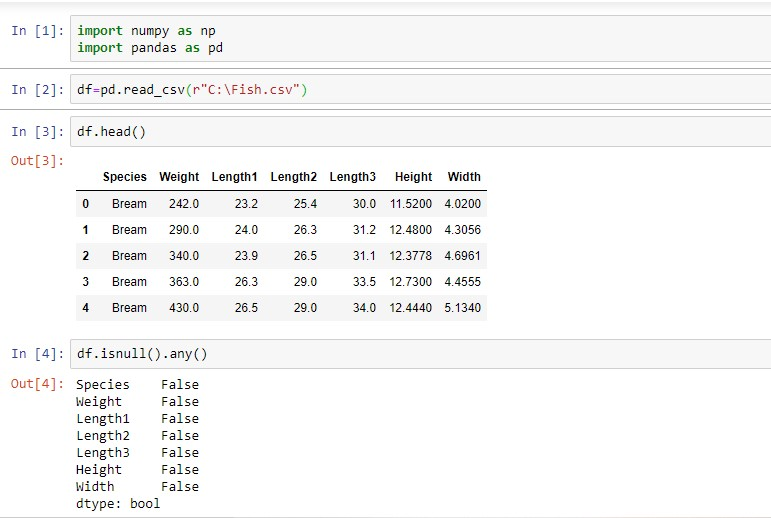 In [1]: import numpy as np
import pandas as pd
In [2]: df=pd.read_csv(r"C:\Fish.csv")
In [3]: df.head()
Out[3]:
Species Weight Length1 Length2 Length3 Height Width
0 Bream 242.0 23.2 25.4 30.0 11.5200 4.0200
1 Bream 290.0 24.0 26.3 31.2 12.4800 4.3056
2 Bream 340.0 23.9 26.5 31.1 12.3778 4.6961
3 Bream 363.0 26.3 29.0 33.5 12.7300 4.4555
4 Bream 430.0 26.5 29.0 34.0 12.4440 5.1340
In [4]: df.isnull().any()
Out[4]: Species False
Weight False
Length1 False
Length2 False
Length3 False
Height False
Width False
dtype: bool